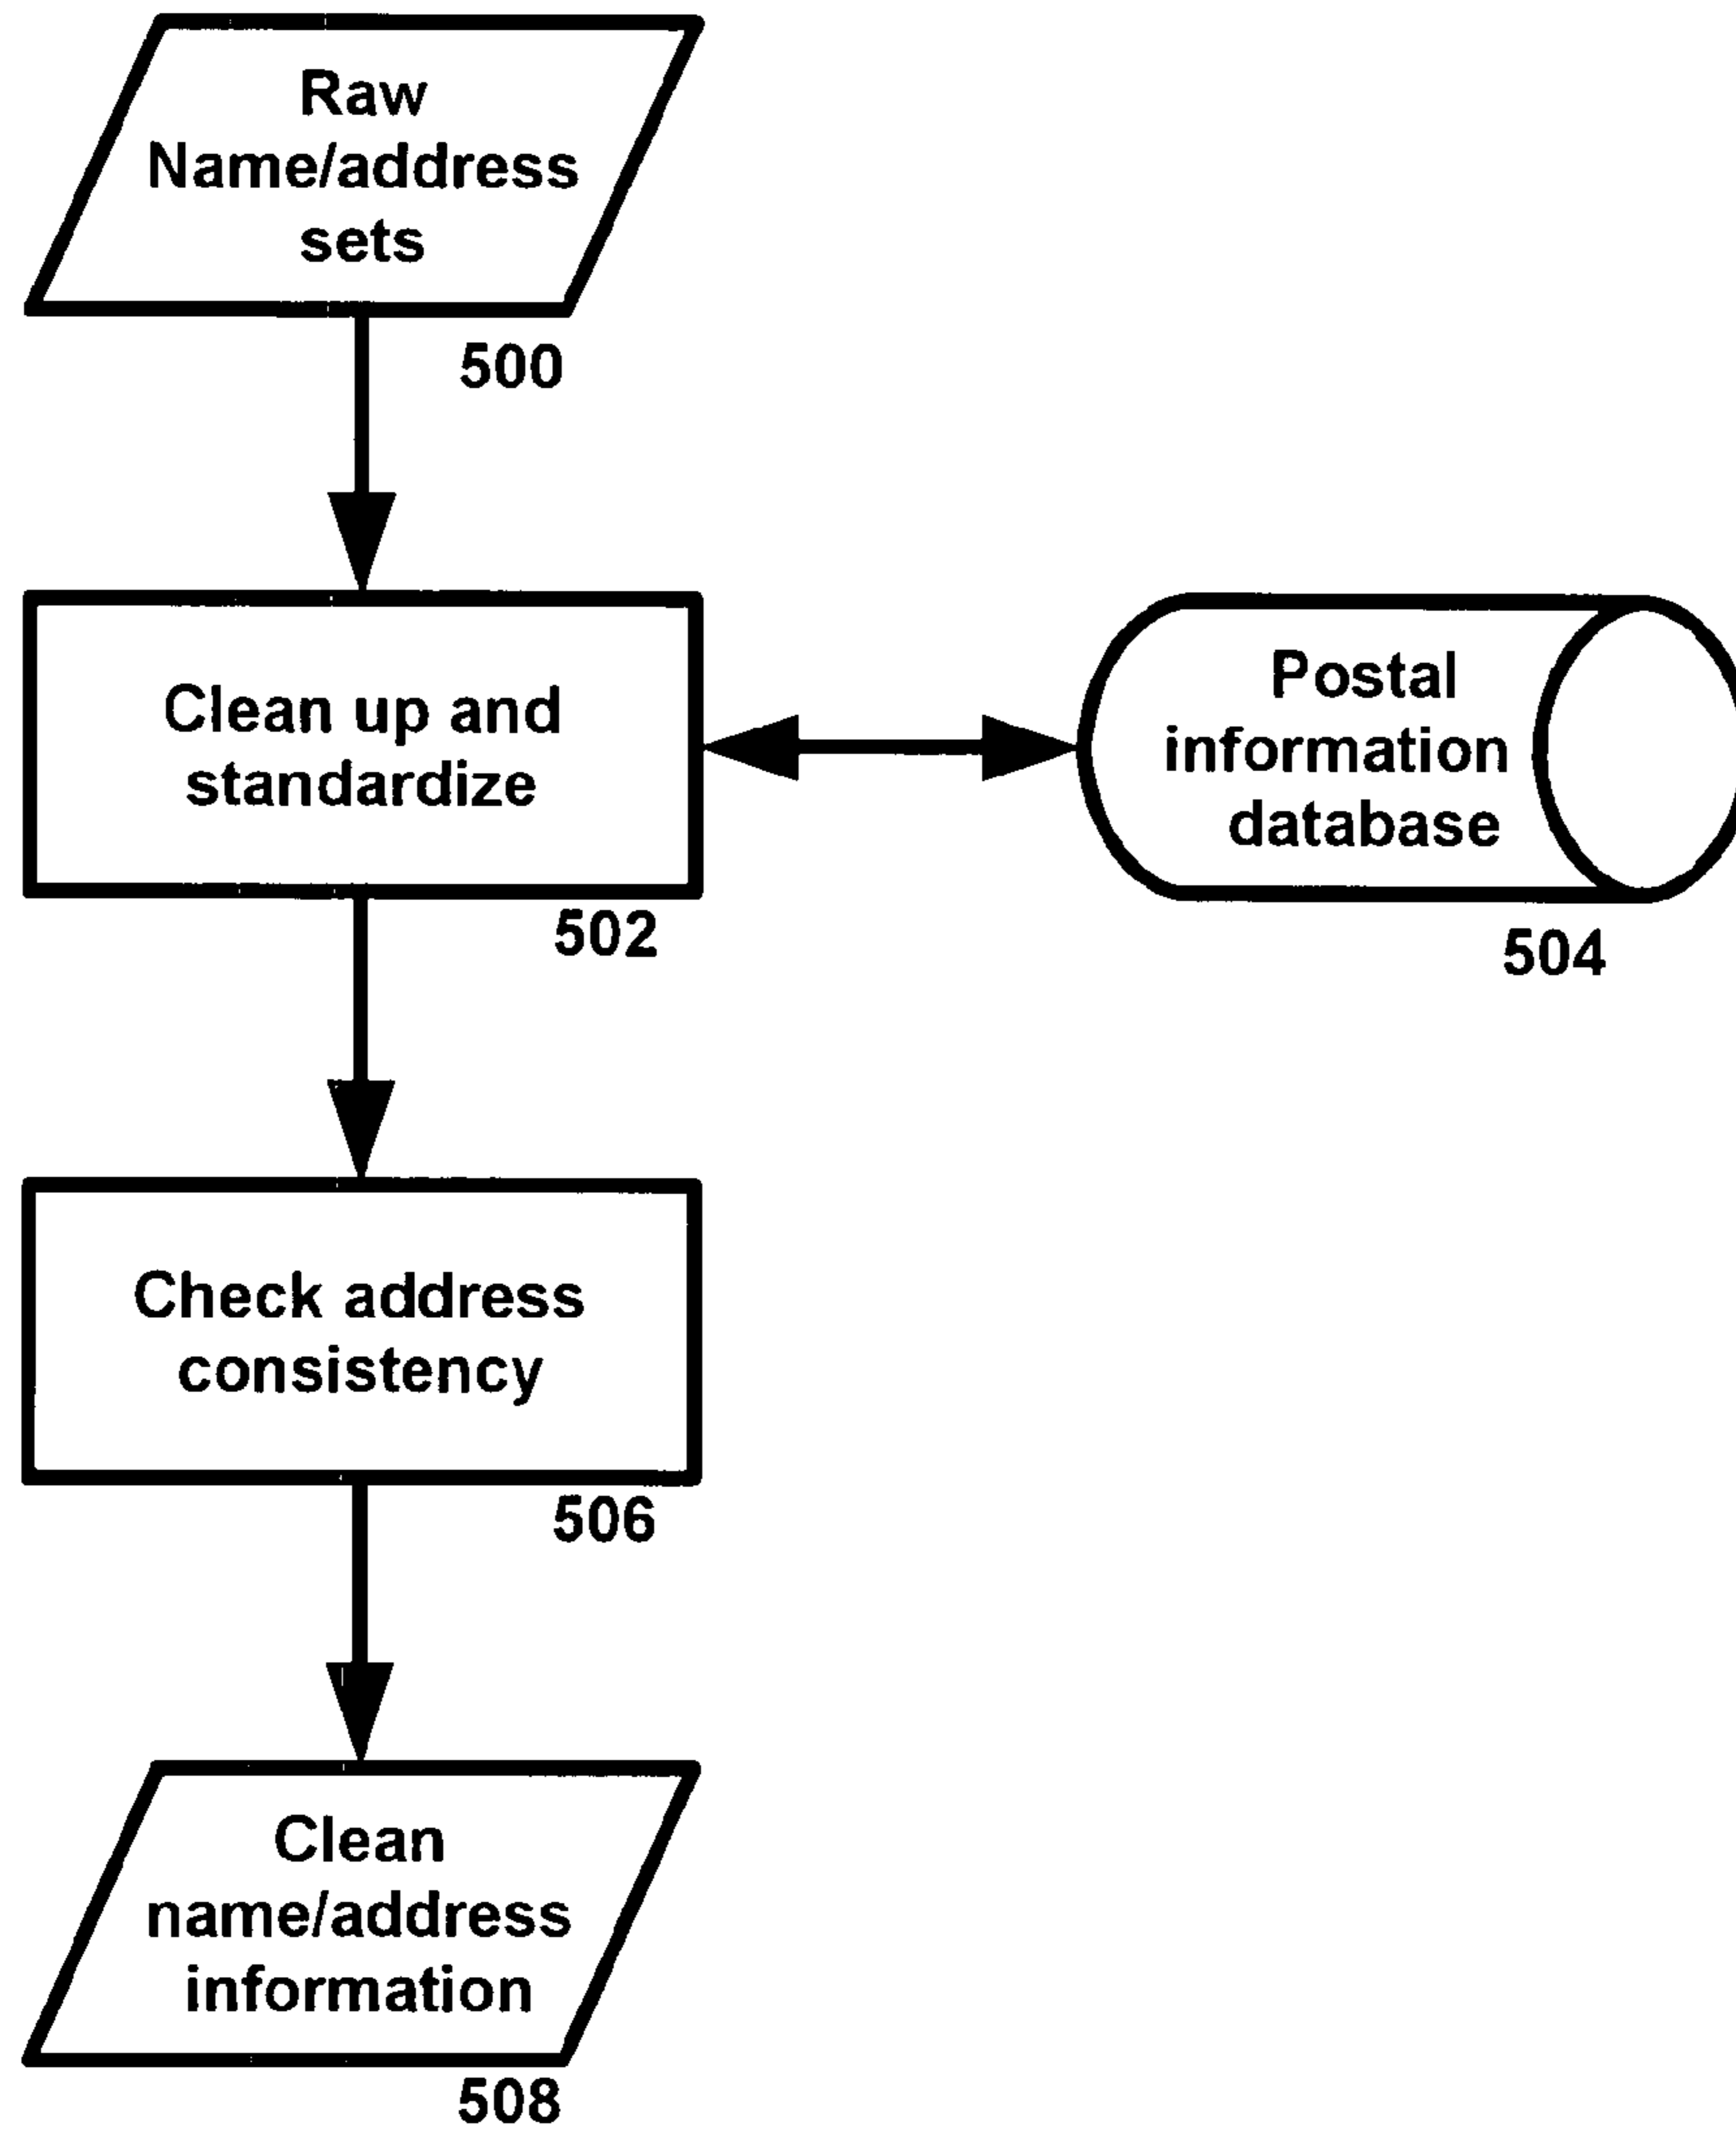 Raw
Name/address
sets
500
Clean up and
standardize
502
Postal
information
database
504
Check address
consistency
506
Clean
name/address
information
508